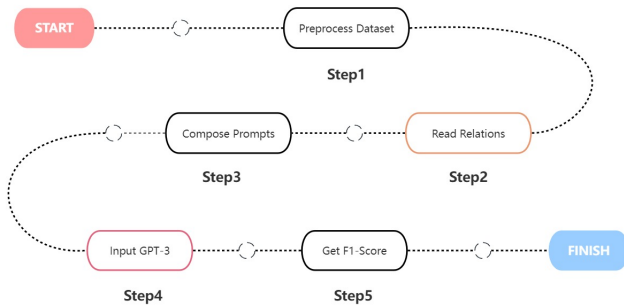 START
Preprocess Dataset
Step1
Compose Prompts
Read Relations
Step3
Step2
Input GPT-3
Get F1-Score
FINISH
Step4
Step5